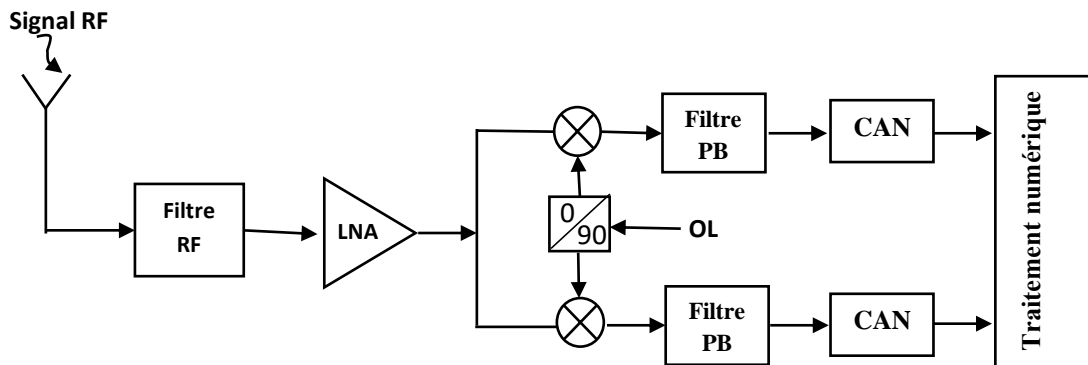 Signal RF
Filtre
RF
LNA
0
90
OL
Filtre
PB
CAN
Filtre
PB
CAN
Traitement numérique